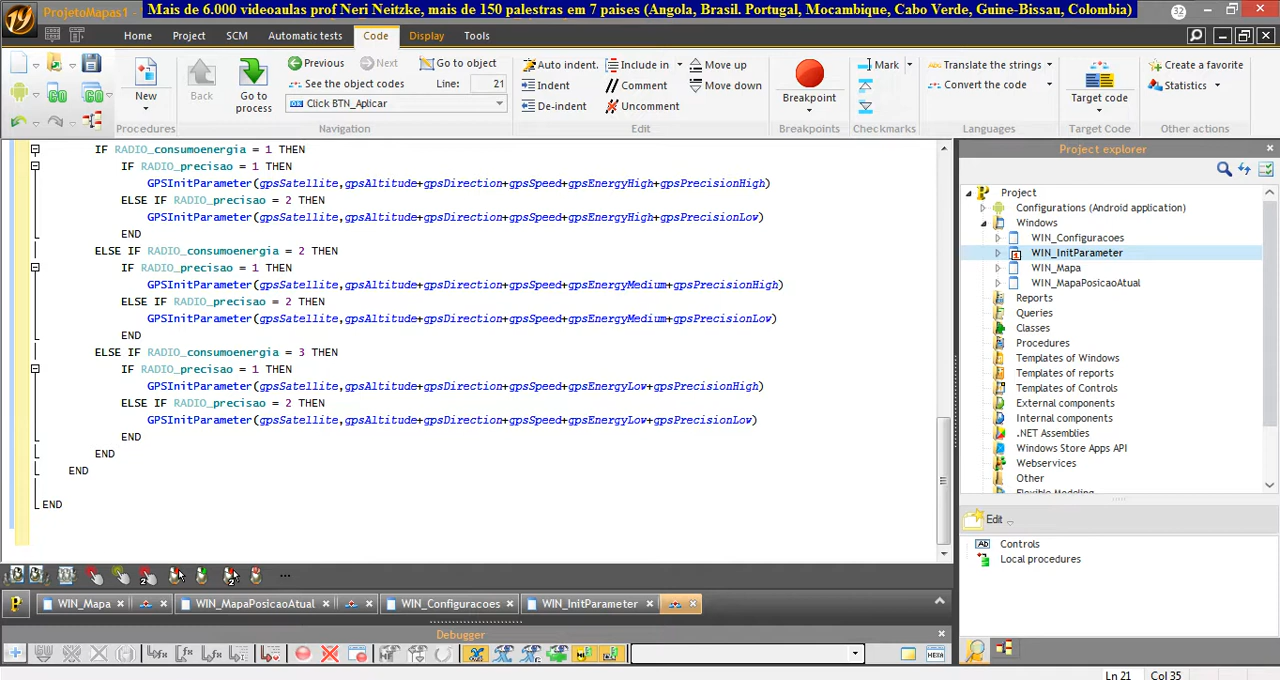 ProjetoMapas1 -
Mais de 6.000 videoaulas prof Neri Neitzke, mais de 150 palestras em 7 paises (Angola, Brasil. Portugal, Mocambique, Cabo Verde, Guine-Bissau, Colombia)
32
19
Home Project SCM Automatic tests Code Display Tools
Previous Next Go to object
See the object codes Line: 21
Click BTN_Aplicar
New Back Go to process
Procedures Navigation
Auto indent. Include in Move up
Indent Comment Move down
De-indent Uncomment
Edit
Breakpoint
Breakpoints
Mark
Checkmarks
Translate the strings
Convert the code
Languages
Target code
Target Code
Create a favorite
Statistics
Other actions
GO GO
IF RADIO_consumoenergia = 1 THEN
IF RADIO_precisao = 1 THEN
GPSInitParameter(gpsSatellite,gpsAltitude+gpsDirection+gpsSpeed+gpsEnergyHigh+gpsPrecisionHigh)
ELSE IF RADIO_precisao = 2 THEN
GPSInitParameter(gpsSatellite,gpsAltitude+gpsDirection+gpsSpeed+gpsEnergyHigh+gpsPrecisionLow)
END
ELSE IF RADIO_consumoenergia = 2 THEN
IF RADIO_precisao = 1 THEN
GPSInitParameter(gpsSatellite,gpsAltitude+gpsDirection+gpsSpeed+gpsEnergyMedium+gpsPrecisionHigh)
ELSE IF RADIO_precisao = 2 THEN
GPSInitParameter(gpsSatellite,gpsAltitude+gpsDirection+gpsSpeed+gpsEnergyMedium+gpsPrecisionLow)
END
ELSE IF RADIO_consumoenergia = 3 THEN
IF RADIO_precisao = 1 THEN
GPSInitParameter(gpsSatellite,gpsAltitude+gpsDirection+gpsSpeed+gpsEnergyLow+gpsPrecisionHigh)
ELSE IF RADIO_precisao = 2 THEN
GPSInitParameter(gpsSatellite,gpsAltitude+gpsDirection+gpsSpeed+gpsEnergyLow+gpsPrecisionLow)
END
END
END
END
Project explorer
Project
Configurations (Android application)
Windows
WIN_Configuracoes
WIN_InitParameter
WIN_Mapa
WIN_MapaPosicaoAtual
Reports
Queries
Classes
Procedures
Templates of Windows
Templates of reports
Templates of Controls
External components
Internal components
.NET Assemblies
Windows Store Apps API
Webservices
Other
Flexible Modeling
Edit
Controls
Local procedures
WIN_Mapa WIN_MapaPosicaoAtual WIN_Configuracoes WIN_InitParameter
Debugger
HEXA
Ln 21 Col 35